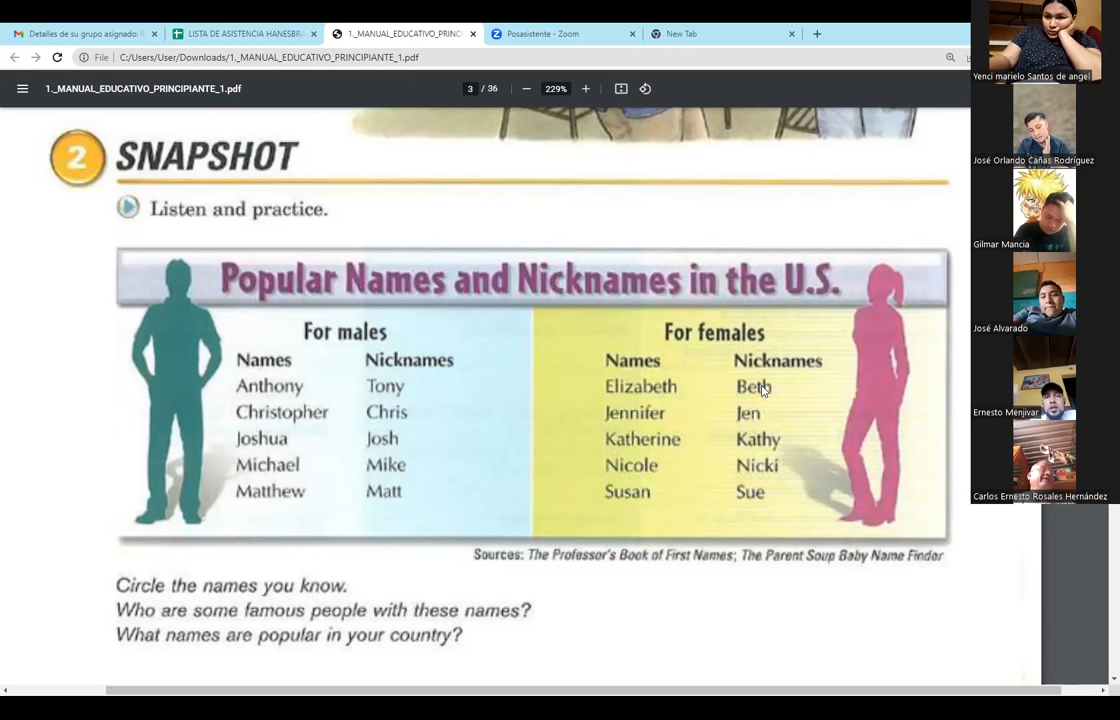 Detalles de su grupo asignado:
LISTA DE ASISTENCIA HANESBRA
1._MANUAL_EDUCATIVO_PRINCI
Posasistente - Zoom
New Tab
File
C:/Users/User/Downloads/1._MANUAL_EDUCATIVO_PRINCIPIANTE_1.pdf
1._MANUAL_EDUCATIVO_PRINCIPIANTE_1.pdf
3 / 36
229%
2 SNAPSHOT
Listen and practice.
Popular Names and Nicknames in the U.S.
For males
Names Nicknames
Anthony Tony
Christopher Chris
Joshua Josh
Michael Mike
Matthew Matt
For females
Names Nicknames
Elizabeth Beth
Jennifer Jen
Katherine Kathy
Nicole Nicki
Susan Sue
Sources: The Professor's Book of First Names; The Parent Soup Baby Name Finder
Circle the names you know.
Who are some famous people with these names?
What names are popular in your country?
Yenci marielo Santos de angel
José Orlando Cañas Rodríguez
Gilmar Mancia
José Alvarado
Ernesto Menjivar
Carlos Ernesto Rosales Hernández